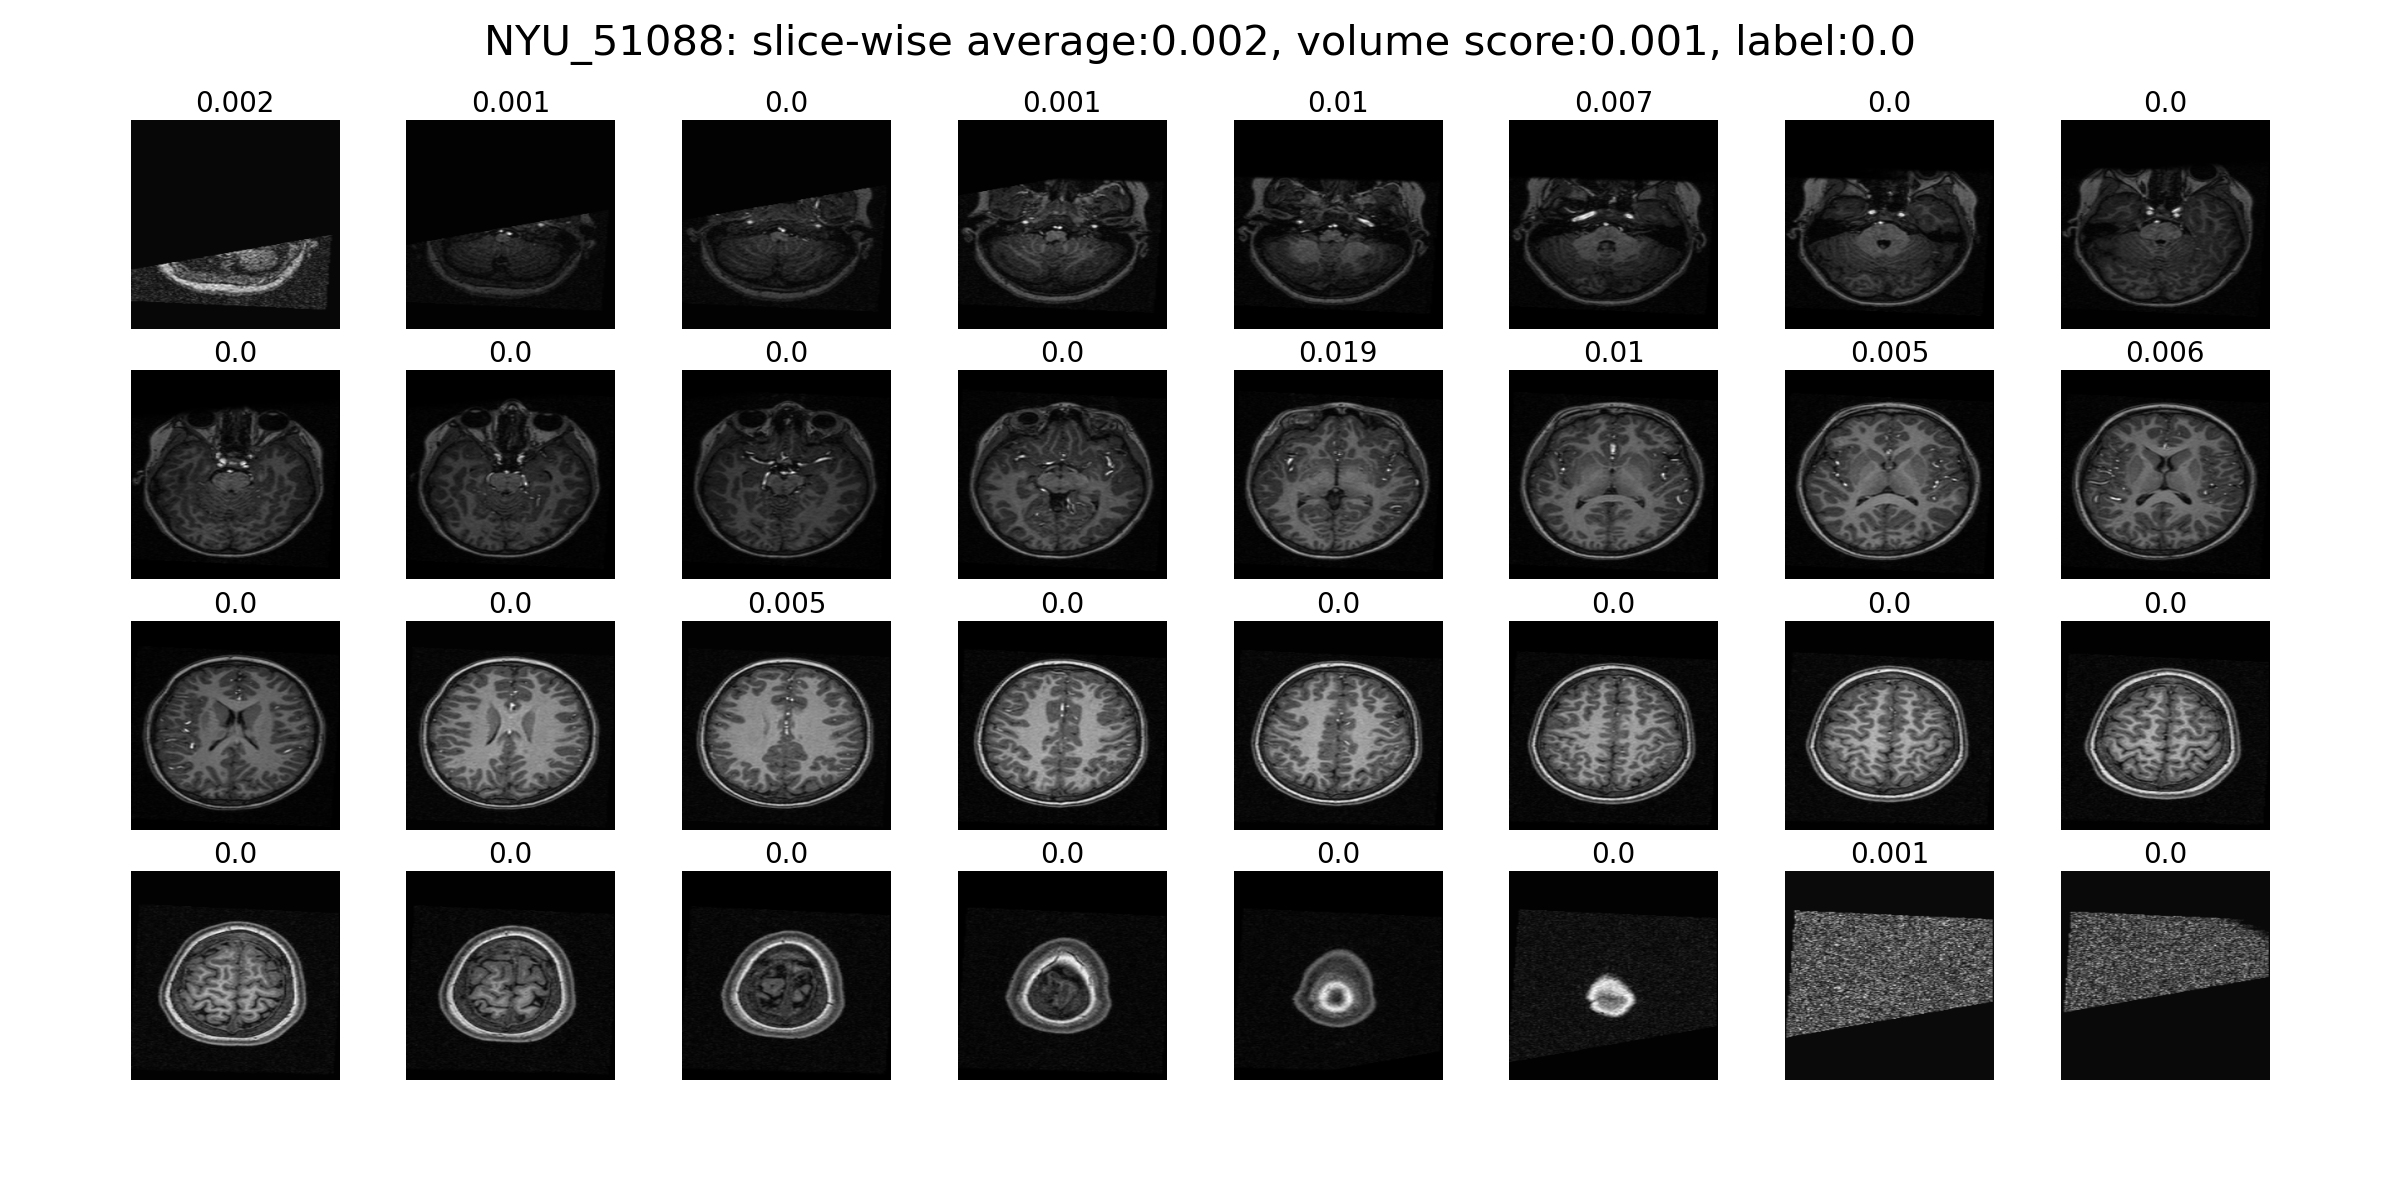 NYU_51088: slice-wise average:0.002, volume score:0.001, label:0.0
0.002 0.001 0.0 0.001 0.01 0.007 0.0 0.0
0.0 0.0 0.0 0.0 0.019 0.01 0.005 0.006
0.0 0.0 0.005 0.0 0.0 0.0 0.0 0.0
0.0 0.0 0.0 0.0 0.0 0.0 0.001 0.0